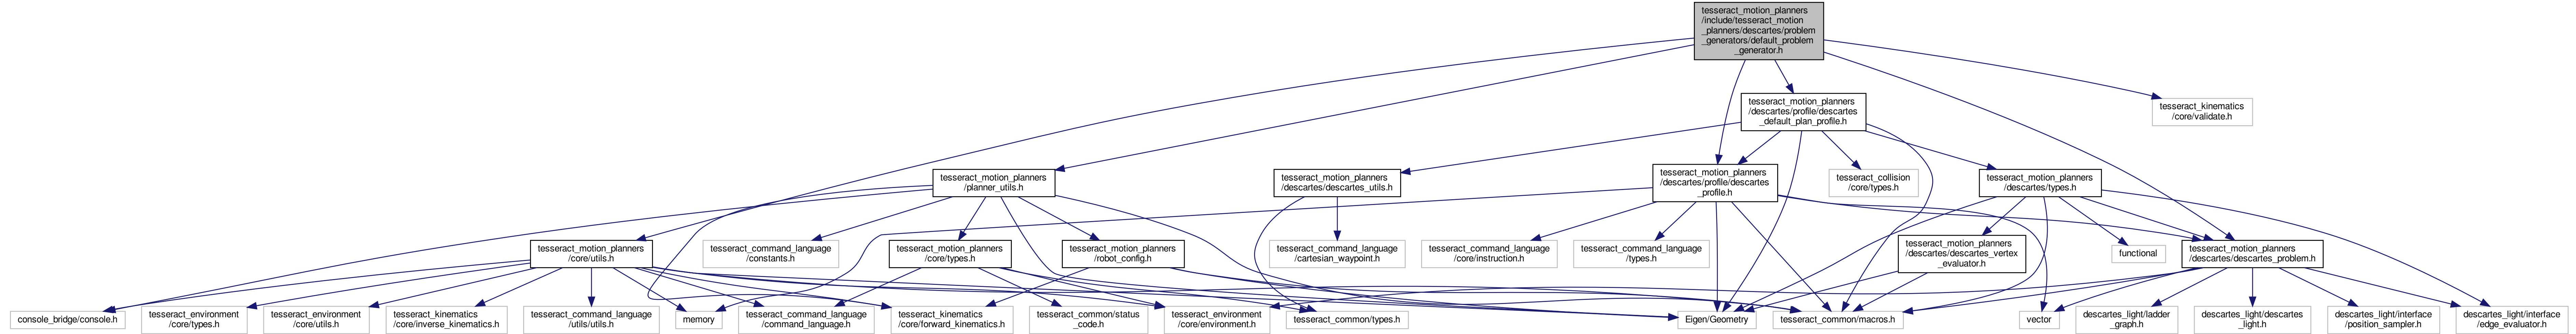 tesseract_motion_planners
/include/tesseract_motion
_planners/descartes/problem
_generators/default_problem
_generator.h
tesseract_motion_planners
/descartes/profile/descartes
_default_plan_profile.h
tesseract_kinematics
/core/validate.h
tesseract_motion_planners
/planner_utils.h
tesseract_motion_planners
/descartes/descartes_utils.h
tesseract_motion_planners
/descartes/profile/descartes
_profile.h
tesseract_collision
/core/types.h
tesseract_motion_planners
/descartes/types.h
tesseract_motion_planners
/core/utils.h
tesseract_command_language
/constants.h
tesseract_motion_planners
/core/types.h
tesseract_motion_planners
/robot_config.h
tesseract_command_language
/cartesian_waypoint.h
tesseract_command_language
/core/instruction.h
tesseract_command_language
/types.h
tesseract_motion_planners
/descartes/descartes_vertex
_evaluator.h
functional
tesseract_motion_planners
/descartes/descartes_problem.h
console_bridge/console.h
tesseract_environment
/core/types.h
tesseract_environment
/core/utils.h
tesseract_kinematics
/core/inverse_kinematics.h
tesseract_command_language
/utils/utils.h
memory
tesseract_command_language
/command_language.h
tesseract_kinematics
/core/forward_kinematics.h
tesseract_common/status
_code.h
tesseract_environment
/core/environment.h
tesseract_common/types.h
Eigen/Geometry
tesseract_common/macros.h
vector
descartes_light/ladder
_graph.h
descartes_light/descartes
_light.h
descartes_light/interface
/position_sampler.h
descartes_light/interface
/edge_evaluator.h